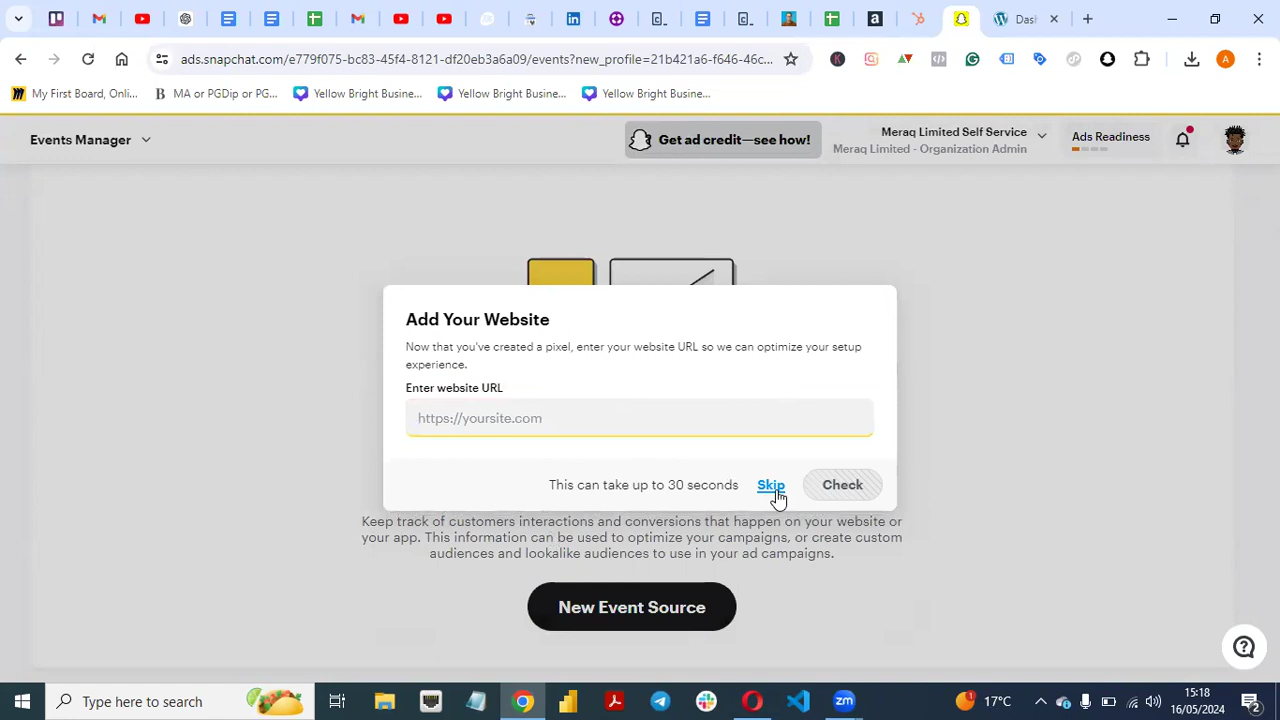 Dash
ads.snapchat.com/e779f075-bc83-45f4-8121-df20eb3a6a09/events?new_profile=21b421a6-f646-46c...
My First Board, Onli...
MA or PGDip or PG...
Yellow Bright Busine...
Yellow Bright Busine...
Yellow Bright Busine...
Events Manager
Get ad credit—see how!
Meraq Limited Self Service
Meraq Limited - Organization Admin
Ads Readiness
Add Your Website
Now that you've created a pixel, enter your website URL so we can optimize your setup
experience.
Enter website URL
https://yoursite.com
This can take up to 30 seconds
Skip
Check
Keep track of customers interactions and conversions that happen on your website or
your app. This information can be used to optimize your campaigns, or create custom
audiences and lookalike audiences to use in your ad campaigns.
New Event Source
Type here to search
17°C
15:18
16/05/2024